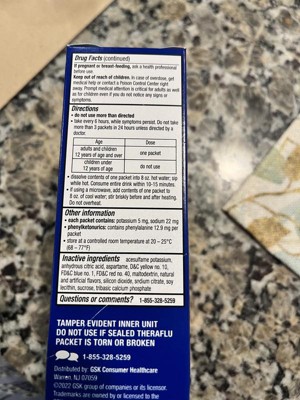 Drug Facts (continued)
If pregnant or breast-feeding, ask a health professional
before use.
Keep out of reach of children. In case of overdose, get
medical help or contact a Poison Control Center right
away. Prompt medical attention is critical for adults as well
as for children even if you do not notice any signs or
symptoms.
Directions
• do not use more than directed
• take every 6 hours, while symptoms persist. Do not take
more than 3 packets in 24 hours unless directed by a
doctor.
Age Dose
adults and children
12 years of age and over one packet
children under
12 years of age do not use
• dissolve contents of one packet into 8 oz. hot water; sip
while hot. Consume entire drink within 10-15 minutes.
• if using a microwave, add contents of one packet to
8 oz. of cool water; stir briskly before and after heating.
Do not overheat.
Other information
• each packet contains: potassium 5 mg, sodium 22 mg
• phenylketonurics: contains phenylalanine 12.9 mg per
packet
• store at a controlled room temperature at 20 – 25°C
(68 – 77°F)
Inactive ingredients acesulfame potassium,
anhydrous citric acid, aspartame, D&C yellow no. 10,
FD&C blue no. 1, FD&C red no. 40, maltodextrin, natural
and artificial flavors, silicon dioxide, sodium citrate, soy
lecithin, sucrose, tribasic calcium phosphate
Questions or comments? 1-855-328-5259
TAMPER EVIDENT INNER UNIT
DO NOT USE IF SEALED THERAFLU
PACKET IS TORN OR BROKEN
1-855-328-5259
Distributed by: GSK Consumer Healthcare
Warren, NJ 07059
©2022 GSK group of companies or its licensor.
Trademarks are owned by or licensed to the